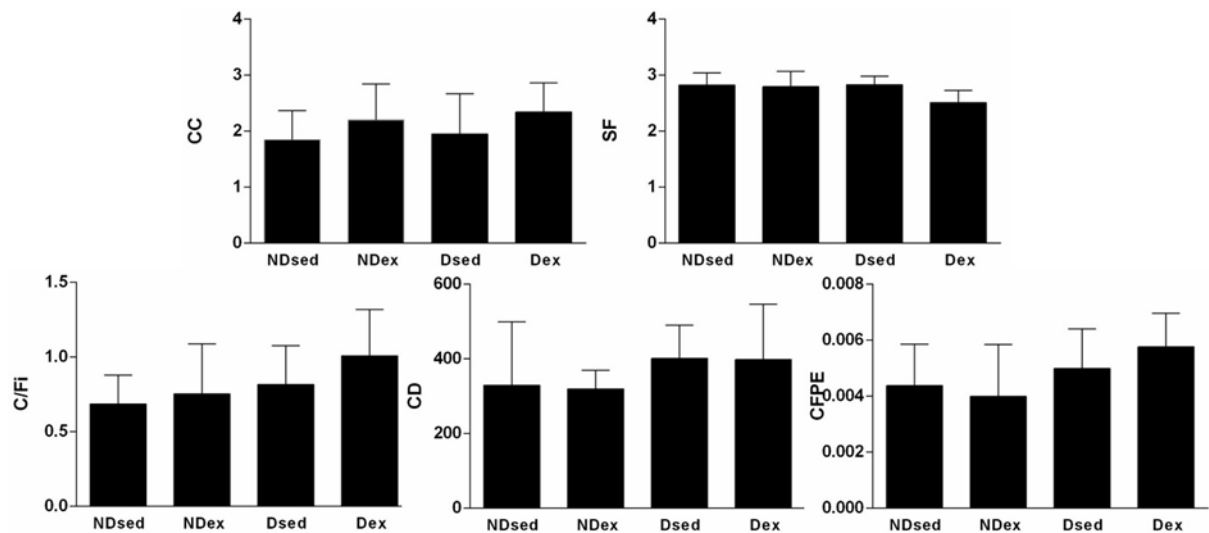 4
3
2
1
0
CC
NDsed NDex Dsed Dex
4
3
2
1
0
SF
NDsed NDex Dsed Dex
1.5
1.0
0.5
0.0
C/Fi
NDsed NDex Dsed Dex
600
400
200
0
CD
NDsed NDex Dsed Dex
0.008
0.006
0.004
0.002
0.000
CFPE
NDsed NDex Dsed Dex